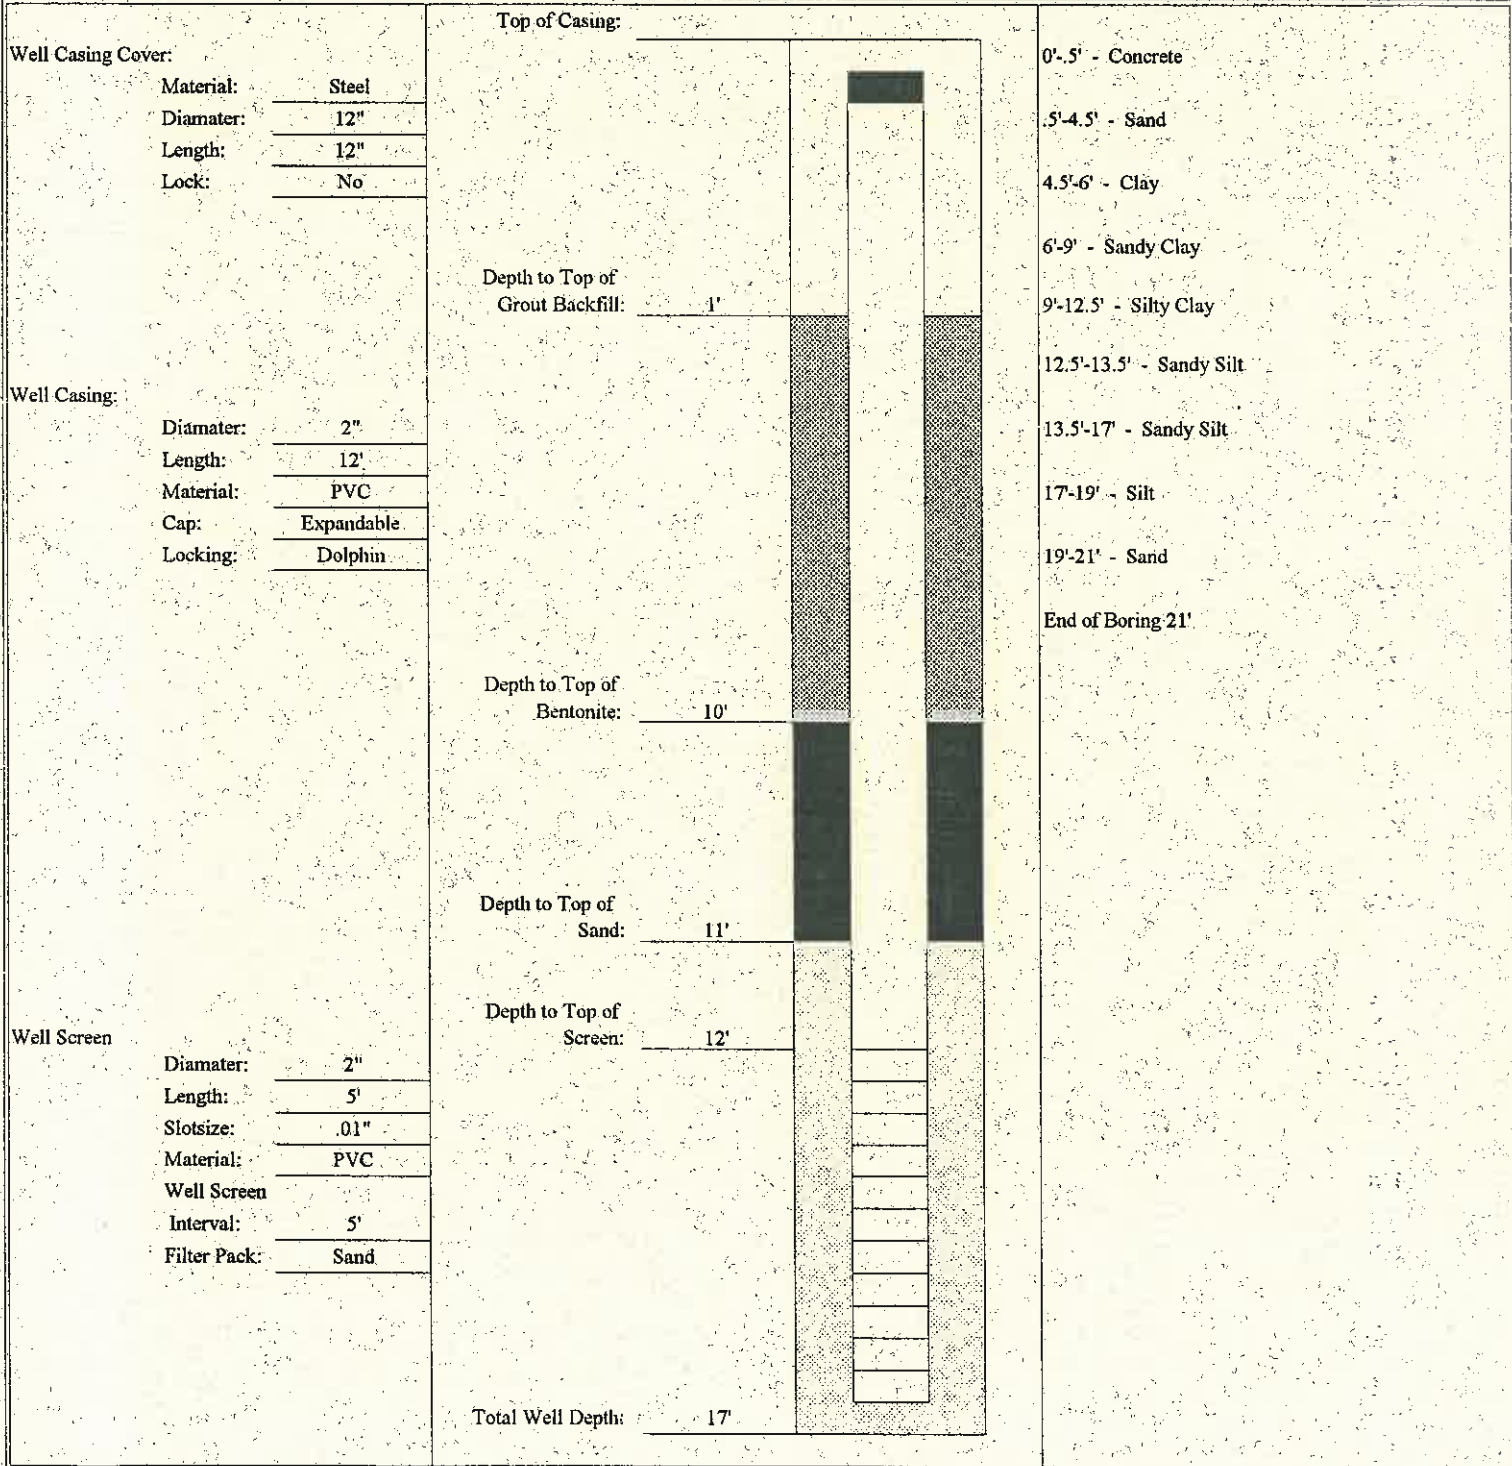 Well Casing Cover:
Material: Steel
Diamater: 12"
Length: 12"
Lock: No
Well Casing:
Diamater: 2"
Length: 12'
Material: PVC
Cap: Expandable
Locking: Dolphin
Well Screen
Diamater: 2"
Length: 5'
Slotsize: .01"
Material: PVC
Well Screen
Interval: 5'
Filter Pack: Sand
Top of Casing:
Depth to Top of
Grout Backfill: 1'
Depth to Top of
Bentonite: 10'
Depth to Top of
Sand: 11'
Depth to Top of
Screen: 12'
Total Well Depth: 17'
0'-.5' - Concrete
.5'-4.5' - Sand
4.5'-6' - Clay
6'-9' - Sandy Clay
9'-12.5' - Silty Clay
12.5'-13.5' - Sandy Silt
13.5'-17' - Sandy Silt
17'-19' - Silt
19'-21' - Sand
End of Boring 21'